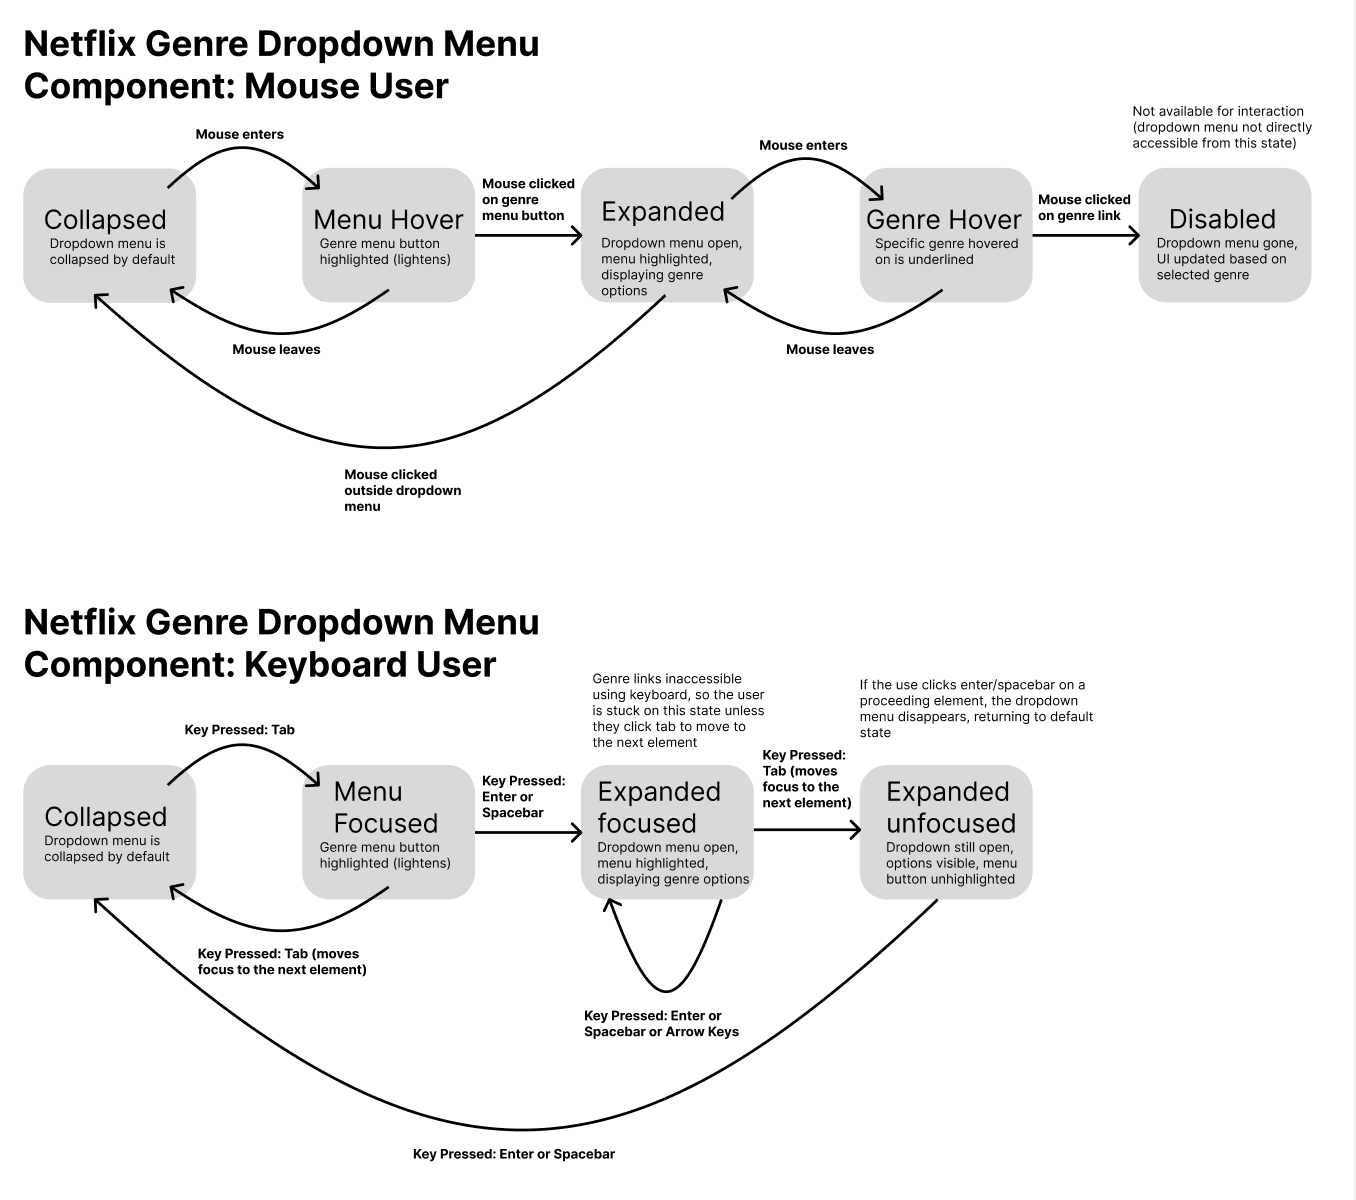 Netflix Genre Dropdown Menu
Component: Mouse User
Not available for interaction
(dropdown menu not directly
accessible from this state)
Mouse enters
Mouse enters
Mouse clicked
on genre
menu button
Mouse clicked
on genre link
Collapsed
Dropdown menu is
collapsed by default
Menu Hover
Genre menu button
highlighted (lightens)
Expanded
Dropdown menu open,
menu highlighted,
displaying genre
options
Genre Hover
Specific genre hovered
on is underlined
Disabled
Dropdown menu gone,
UI updated based on
selected genre
Mouse leaves
Mouse leaves
Mouse clicked
outside dropdown
menu
Netflix Genre Dropdown Menu
Component: Keyboard User
Genre links inaccessible
using keyboard, so the user
is stuck on this state unless
they click tab to move to
the next element
If the use clicks enter/spacebar on a
proceeding element, the dropdown
menu disappears, returning to default
state
Key Pressed: Tab
Key Pressed:
Enter or
Spacebar
Key Pressed:
Tab (moves
focus to the
next element)
Collapsed
Dropdown menu is
collapsed by default
Menu
Focused
Genre menu button
highlighted (lightens)
Expanded
focused
Dropdown menu open,
menu highlighted,
displaying genre options
Expanded
unfocused
Dropdown still open,
options visible, menu
button unhighlighted
Key Pressed: Tab (moves
focus to the next element)
Key Pressed: Enter or
Spacebar or Arrow Keys
Key Pressed: Enter or Spacebar